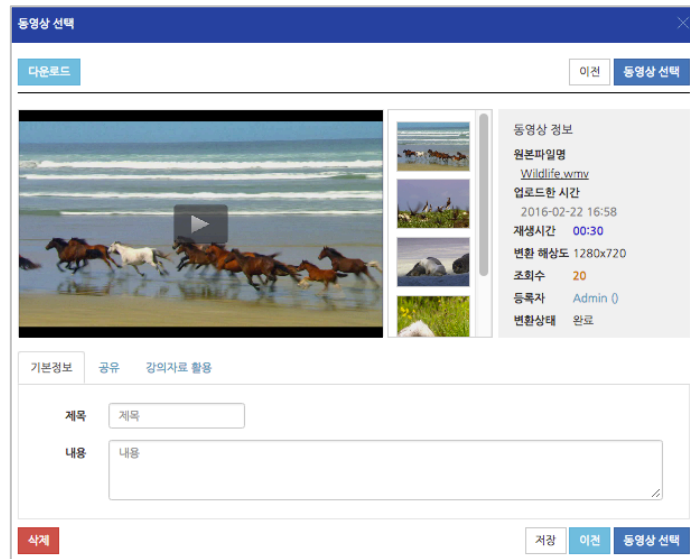 동영상 선택
다운로드
이전
동영상 선택
동영상 정보
원본파일명
Wildlife.wmv
업로드한 시간
2016-02-22 16:58
재생시간 00:30
변환 해상도 1280x720
조회수 20
등록자 Admin ()
변환상태 완료
기본정보 공유 강의자료 활용
제목 제목
내용 내용
삭제
저장
이전
동영상 선택